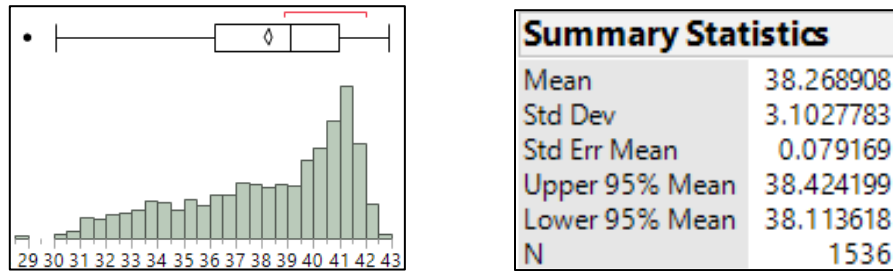 29 30 31 32 33 34 35 36 37 38 39 40 41 42 43
Summary Statistics
Mean 38.268908
Std Dev 3.1027783
Std Err Mean 0.079169
Upper 95% Mean 38.424199
Lower 95% Mean 38.113618
N 1536